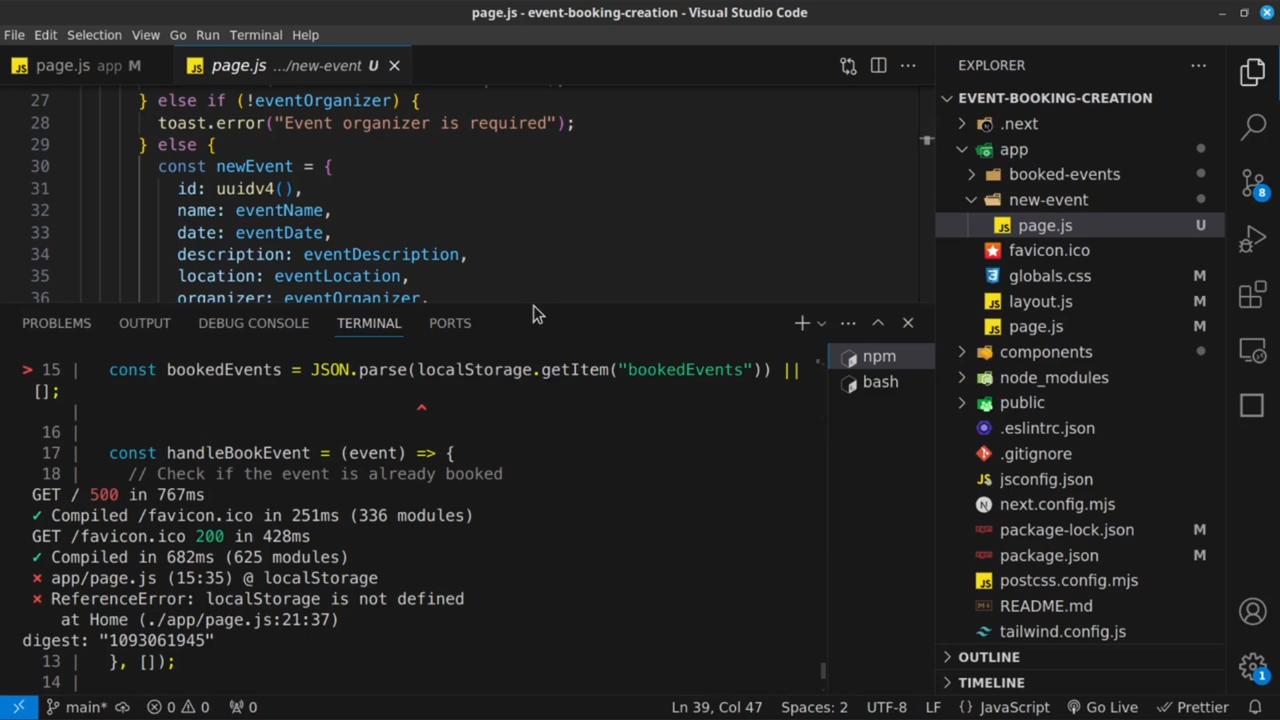 page.js - event-booking-creation - Visual Studio Code
File Edit Selection View Go Run Terminal Help
page.js app M
page.js .../new-event U
27 } else if (!eventOrganizer) {
28 toast.error("Event organizer is required");
29 } else {
30 const newEvent = {
31 id: uuidv4(),
32 name: eventName,
33 date: eventDate,
34 description: eventDescription,
35 location: eventLocation,
36 organizer: eventOrganizer,
PROBLEMS OUTPUT DEBUG CONSOLE TERMINAL PORTS
> 15 | const bookedEvents = JSON.parse(localStorage.getItem("bookedEvents")) ||
[];
| ^
16 |
17 | const handleBookEvent = (event) => {
18 | // Check if the event is already booked
GET / 500 in 767ms
✓ Compiled /favicon.ico in 251ms (336 modules)
GET /favicon.ico 200 in 428ms
✓ Compiled in 682ms (625 modules)
⨯ app/page.js (15:35) @ localStorage
⨯ ReferenceError: localStorage is not defined
at Home (./app/page.js:21:37)
digest: "1093061945"
13 | }, []);
14 |
npm
bash
EXPLORER
EVENT-BOOKING-CREATION
.next
app
booked-events
new-event
page.js U
favicon.ico
globals.css M
layout.js M
page.js M
components
node_modules
public
.eslintrc.json
.gitignore
jsconfig.json
next.config.mjs
package-lock.json M
package.json M
postcss.config.mjs
README.md
tailwind.config.js
OUTLINE
TIMELINE
8
1
main* 0 0 0 Ln 39, Col 47 Spaces: 2 UTF-8 LF {} JavaScript Go Live Prettier